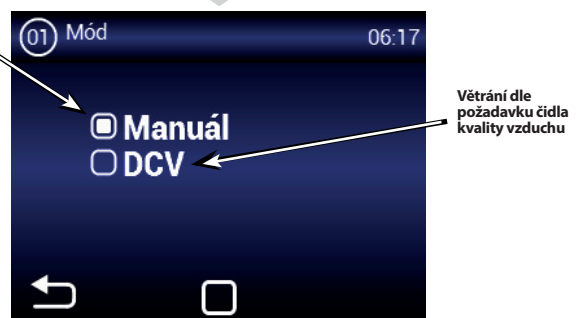 01 Mód 06:17
Manuál
DCV
Větrání dle
požadavku čidla
kvality vzduchu